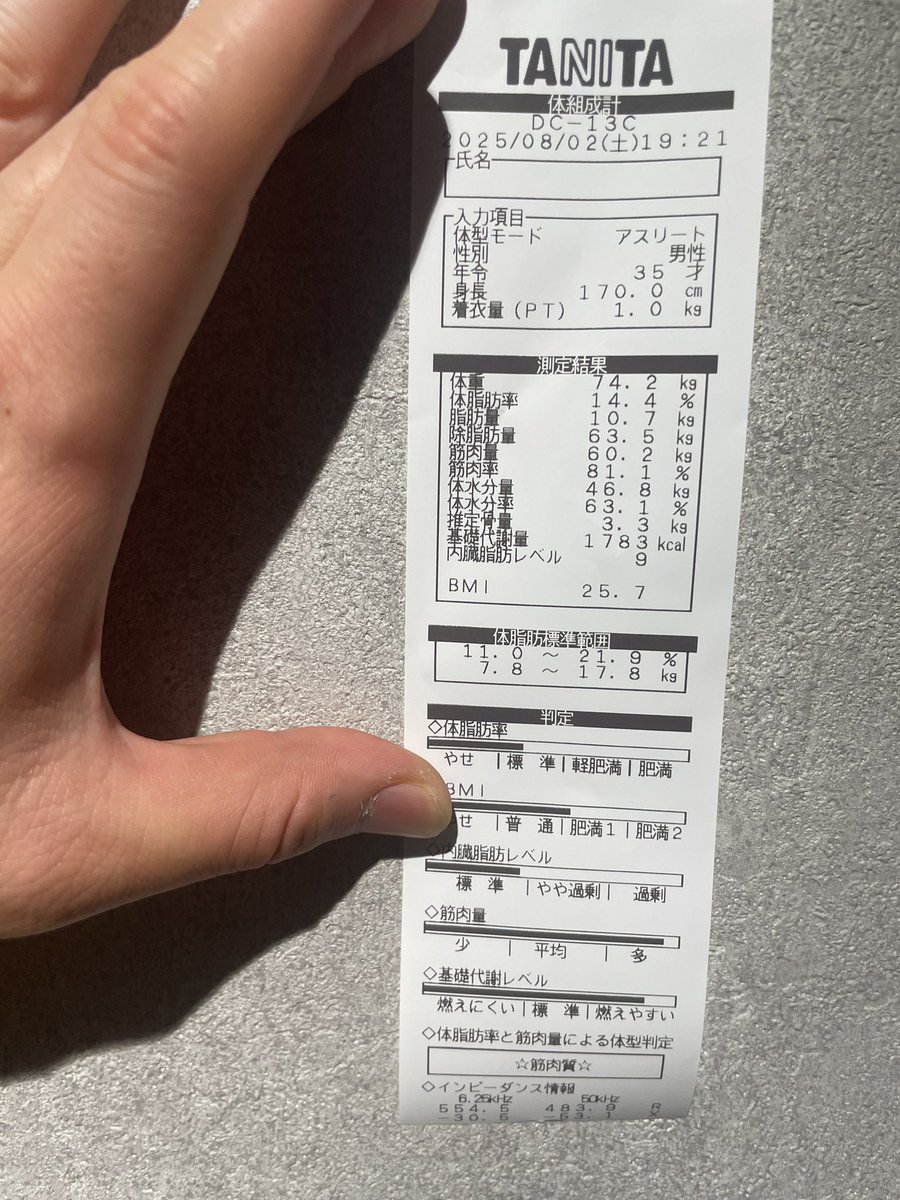 TANITA
体組成計
DC-13C
2025/08/02(土)19:21
氏名
入力項目
体型モード アスリート
性別 男性
年令 35 才
身長 170.0 cm
着衣量(PT) 1.0 kg
測定結果
体重 74.2 kg
体脂肪率 14.4 %
脂肪量 10.7 kg
除脂肪量 63.5 kg
筋肉量 60.2 kg
筋肉率 81.1 %
体水分量 46.8 kg
体水分率 63.1 %
推定骨量 3.3 kg
基礎代謝量 1783 kcal
内臓脂肪レベル 9
BMI 25.7
体脂肪標準範囲
11.0 ~ 21.9 %
7.8 ~ 17.8 kg
判定
◇体脂肪率
やせ | 標 準 | 軽肥満 | 肥満
BMI
せ | 普 通 | 肥満1 | 肥満2
◇内臓脂肪レベル
標 準 | やや過剰 | 過剰
◇筋肉量
少 | 平均 | 多
◇基礎代謝レベル
燃えにくい | 標 準 | 燃えやすい
◇体脂肪率と筋肉量による体型判定
☆筋肉質☆
◇インピーダンス情報
6.25kHz 50kHz
554.5 483.9 R
-30.6 -53.1 X